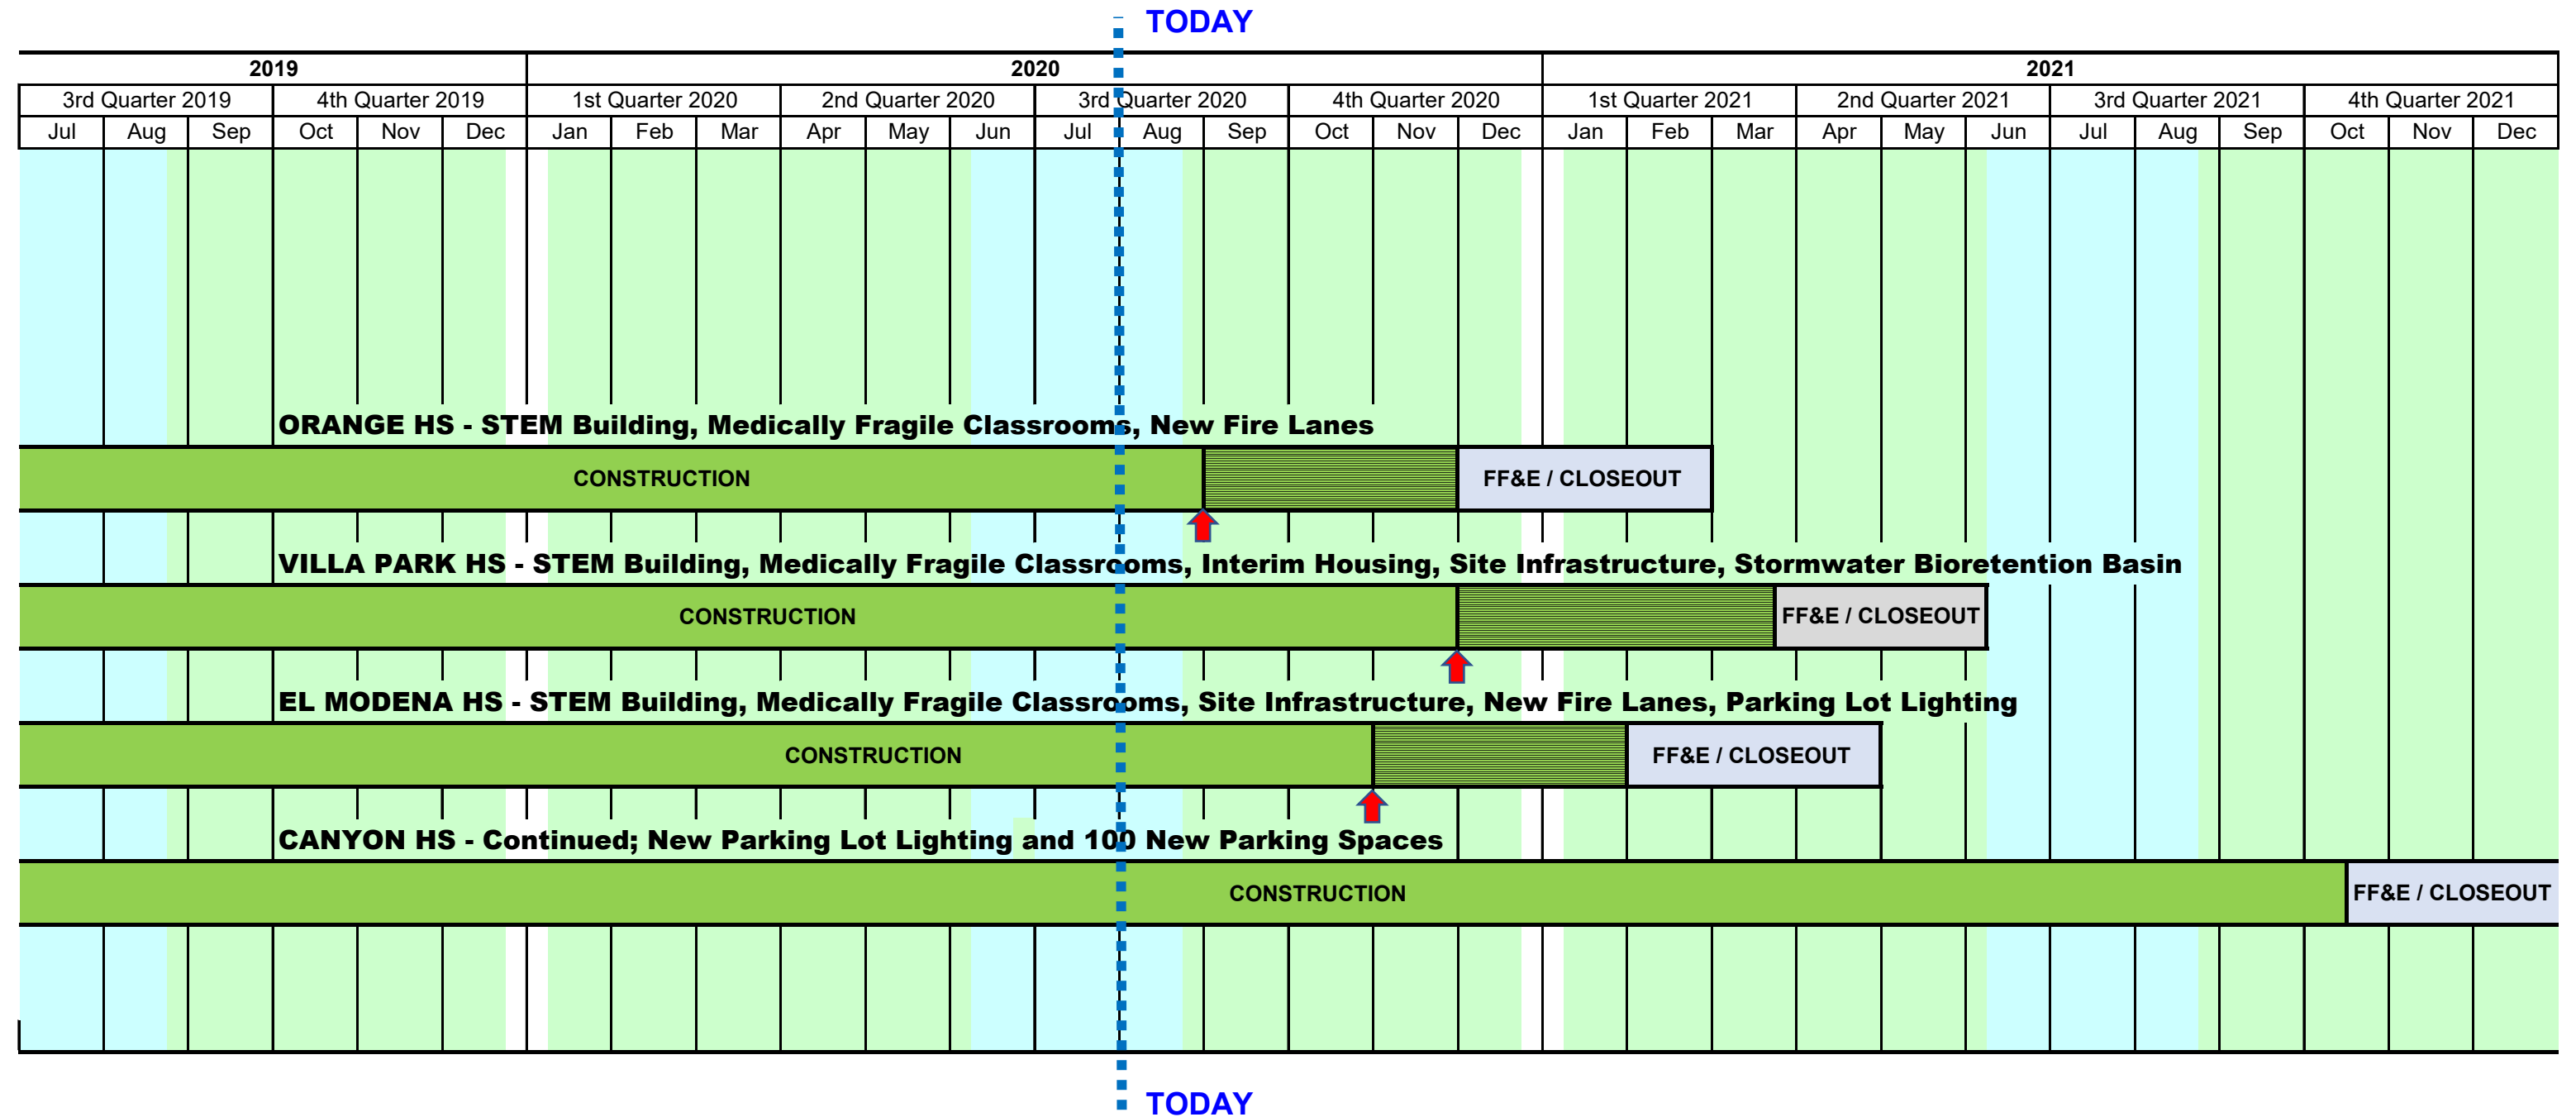 TODAY
2019 2020 2021
3rd Quarter 2019 4th Quarter 2019 1st Quarter 2020 2nd Quarter 2020 3rd Quarter 2020 4th Quarter 2020 1st Quarter 2021 2nd Quarter 2021 3rd Quarter 2021 4th Quarter 2021
Jul Aug Sep Oct Nov Dec Jan Feb Mar Apr May Jun Jul Aug Sep Oct Nov Dec Jan Feb Mar Apr May Jun Jul Aug Sep Oct Nov Dec
ORANGE HS - STEM Building, Medically Fragile Classrooms, New Fire Lanes
CONSTRUCTION FF&E / CLOSEOUT
VILLA PARK HS - STEM Building, Medically Fragile Classrooms, Interim Housing, Site Infrastructure, Stormwater Bioretention Basin
CONSTRUCTION FF&E / CLOSEOUT
EL MODENA HS - STEM Building, Medically Fragile Classrooms, Site Infrastructure, New Fire Lanes, Parking Lot Lighting
CONSTRUCTION FF&E / CLOSEOUT
CANYON HS - Continued; New Parking Lot Lighting and 100 New Parking Spaces
CONSTRUCTION FF&E / CLOSEOUT
TODAY